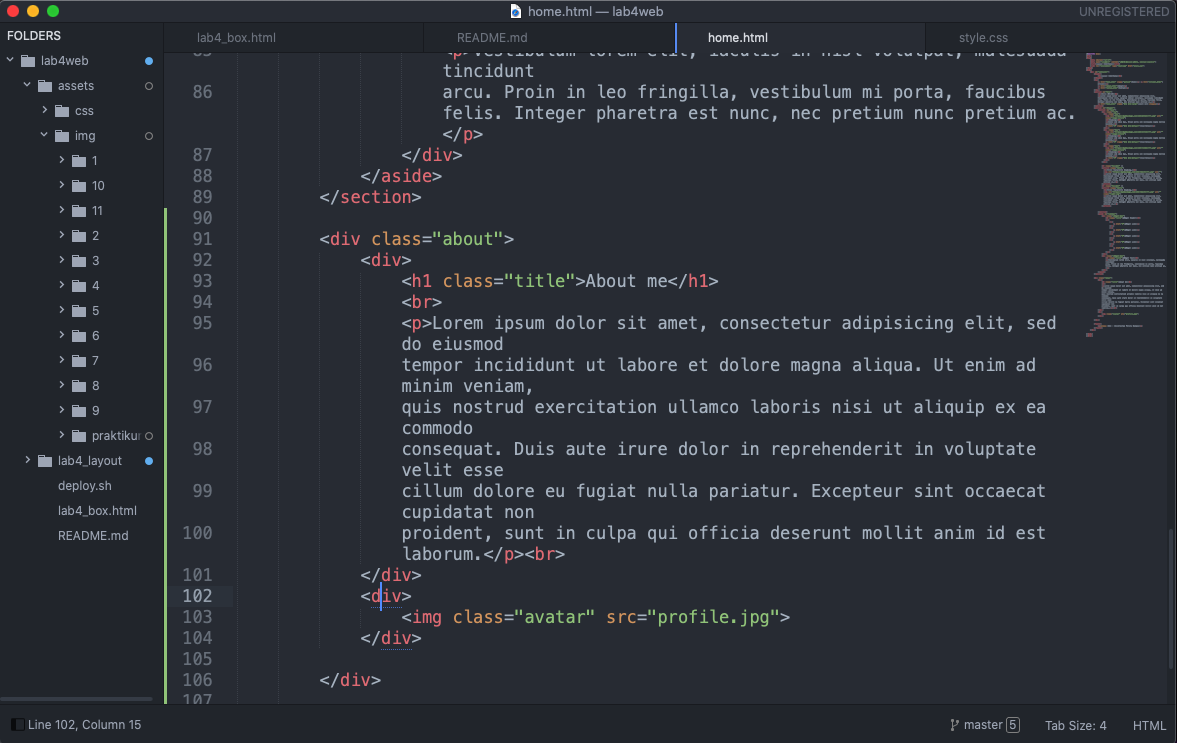 home.html — lab4web
UNREGISTERED
FOLDERS
lab4web
assets
css
img
1
10
11
2
3
4
5
6
7
8
9
praktikur
lab4_layout
deploy.sh
lab4_box.html
README.md
lab4_box.html
README.md
home.html
style.css
85 <p>Vestibulum lorem elit, iaculis in nisl volutpat, malesuada
tincidunt
86 arcu. Proin in leo fringilla, vestibulum mi porta, faucibus
felis. Integer pharetra est nunc, nec pretium nunc pretium ac.
</p>
87 </div>
88 </aside>
89 </section>
90
91 <div class="about">
92 <div>
93 <h1 class="title">About me</h1>
94 <br>
95 <p>Lorem ipsum dolor sit amet, consectetur adipisicing elit, sed
do eiusmod
96 tempor incididunt ut labore et dolore magna aliqua. Ut enim ad
minim veniam,
97 quis nostrud exercitation ullamco laboris nisi ut aliquip ex ea
commodo
98 consequat. Duis aute irure dolor in reprehenderit in voluptate
velit esse
99 cillum dolore eu fugiat nulla pariatur. Excepteur sint occaecat
cupidatat non
100 proident, sunt in culpa qui officia deserunt mollit anim id est
laborum.</p><br>
101 </div>
102 <div>
103 <img class="avatar" src="profile.jpg">
104 </div>
105
106 </div>
107
Line 102, Column 15
master 5
Tab Size: 4
HTML